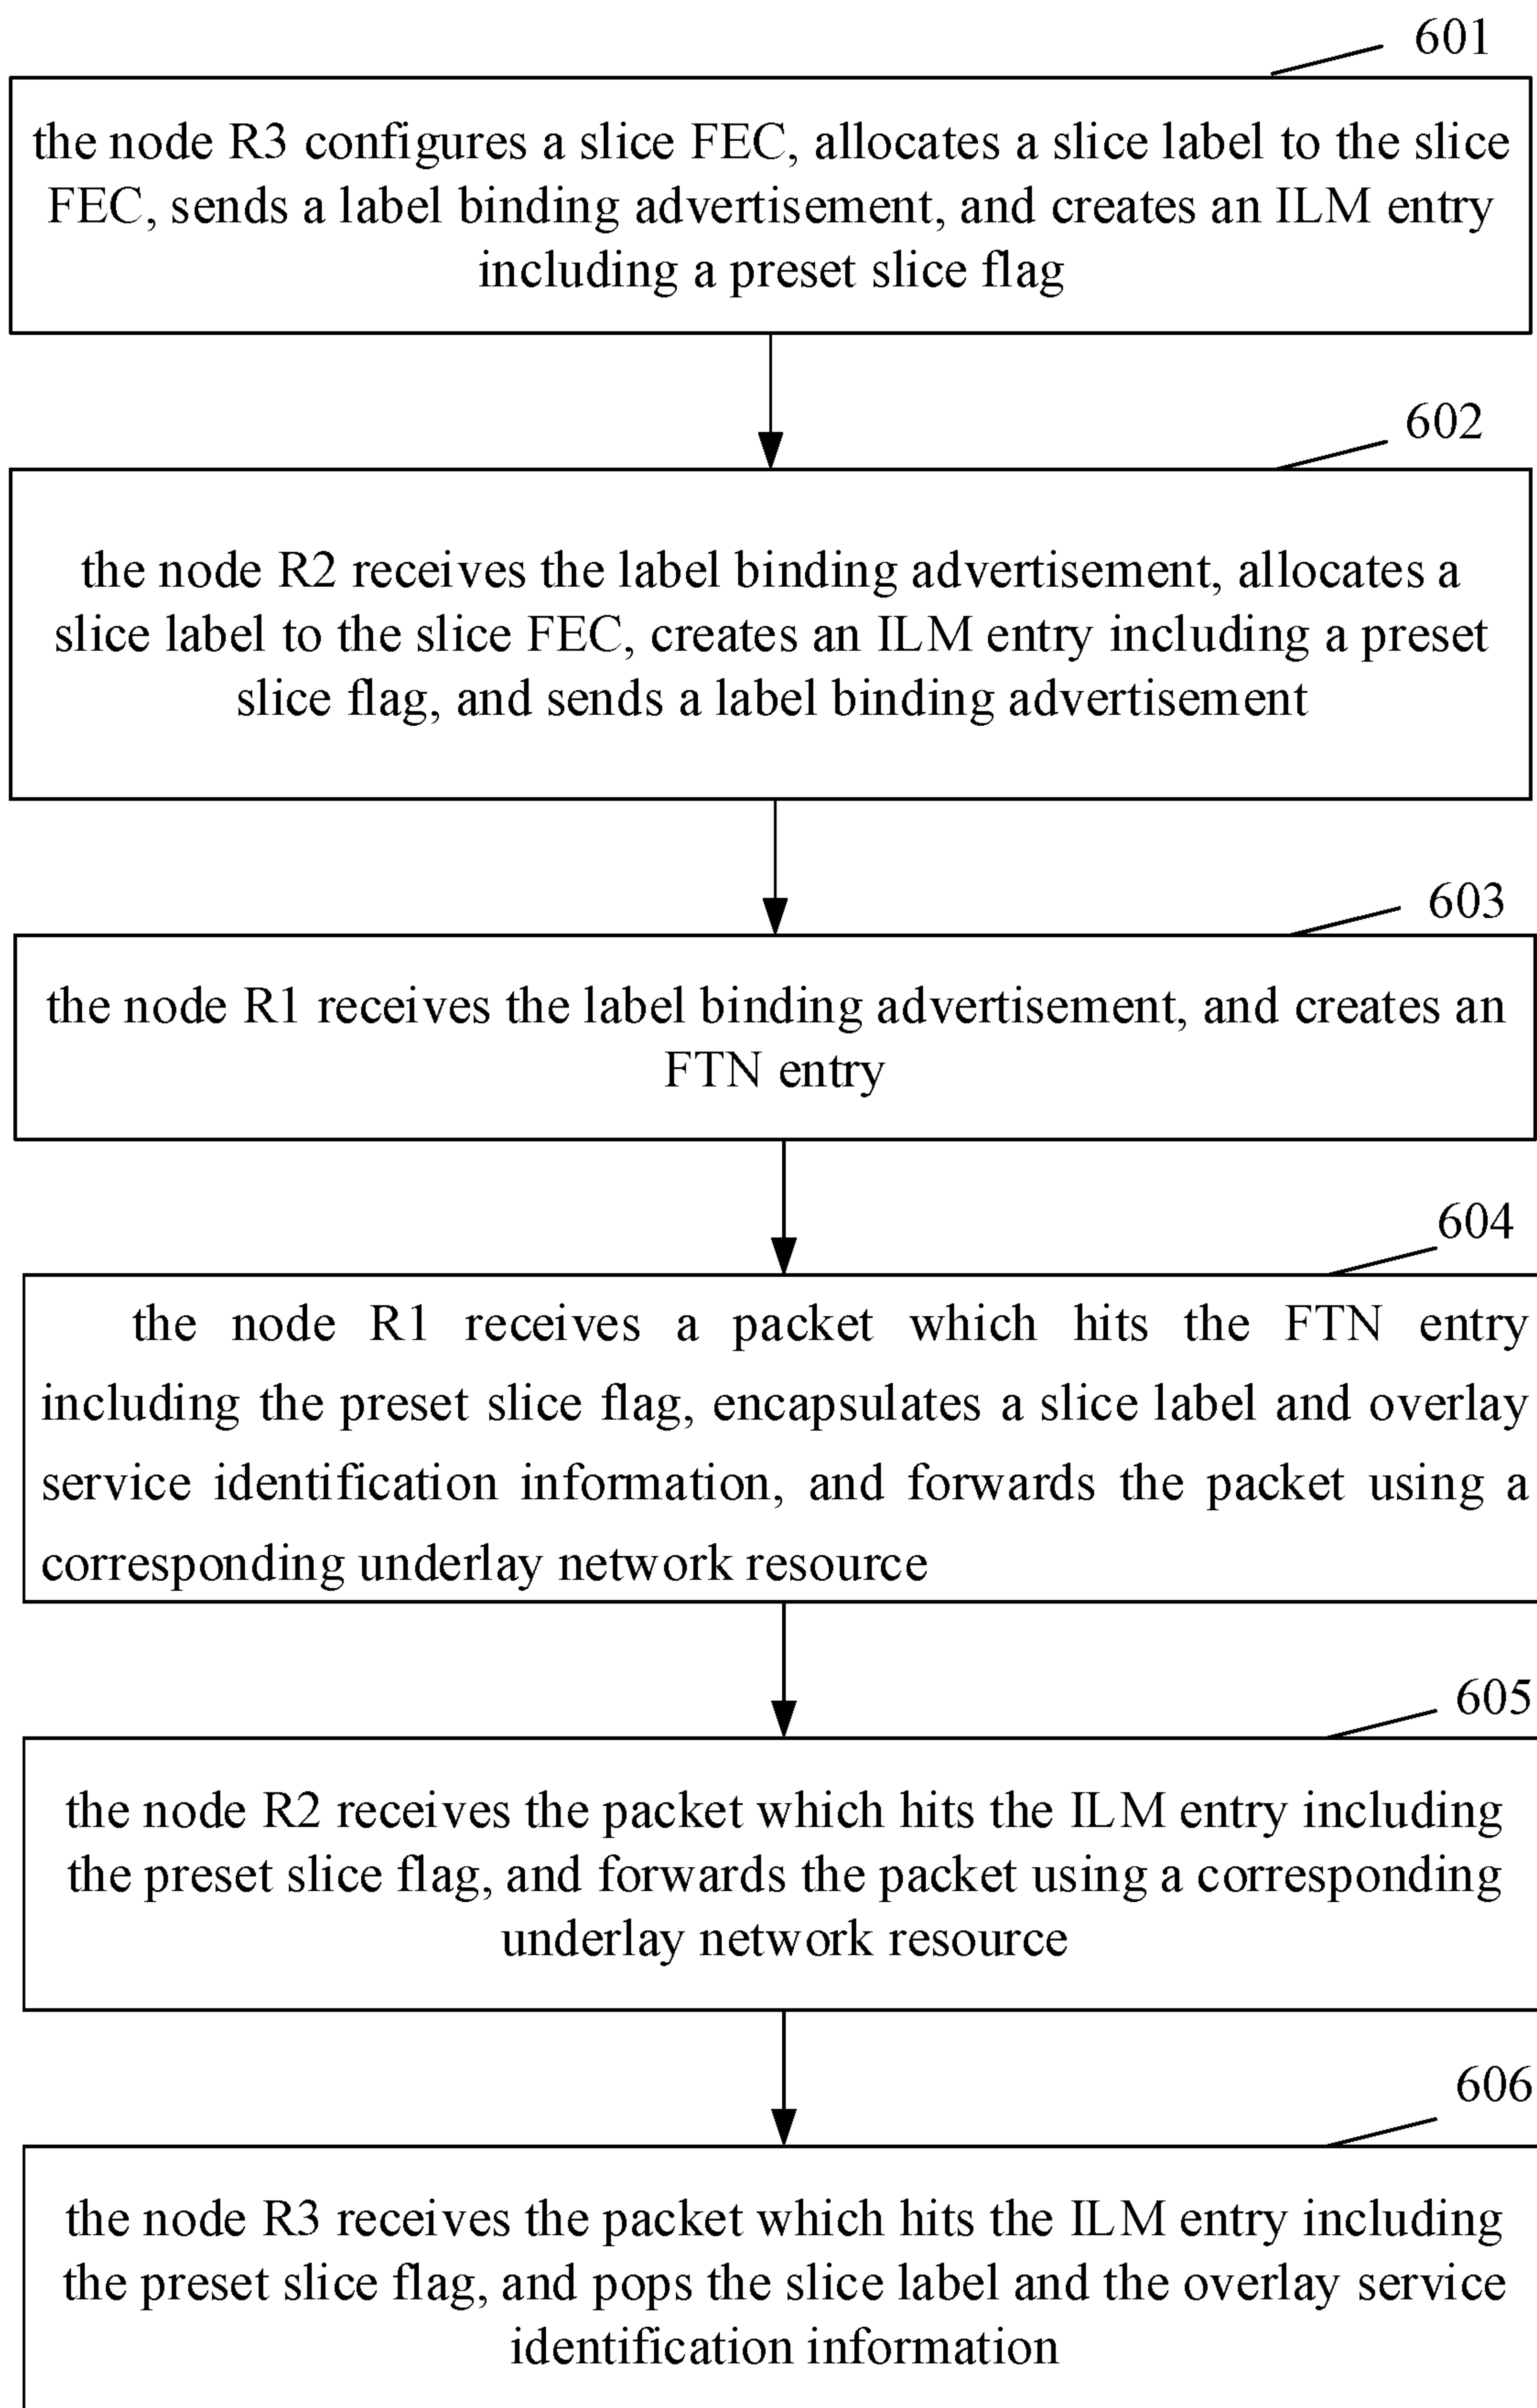 601
the node R3 configures a slice FEC, allocates a slice label to the slice
FEC, sends a label binding advertisement, and creates an ILM entry
including a preset slice flag
602
the node R2 receives the label binding advertisement, allocates a
slice label to the slice FEC, creates an ILM entry including a preset
slice flag, and sends a label binding advertisement
603
the node R1 receives the label binding advertisement, and creates an
FTN entry
604
the node R1 receives a packet which hits the FTN entry
including the preset slice flag, encapsulates a slice label and overlay
service identification information, and forwards the packet using a
corresponding underlay network resource
605
the node R2 receives the packet which hits the ILM entry including
the preset slice flag, and forwards the packet using a corresponding
underlay network resource
606
the node R3 receives the packet which hits the ILM entry including
the preset slice flag, and pops the slice label and the overlay service
identification information